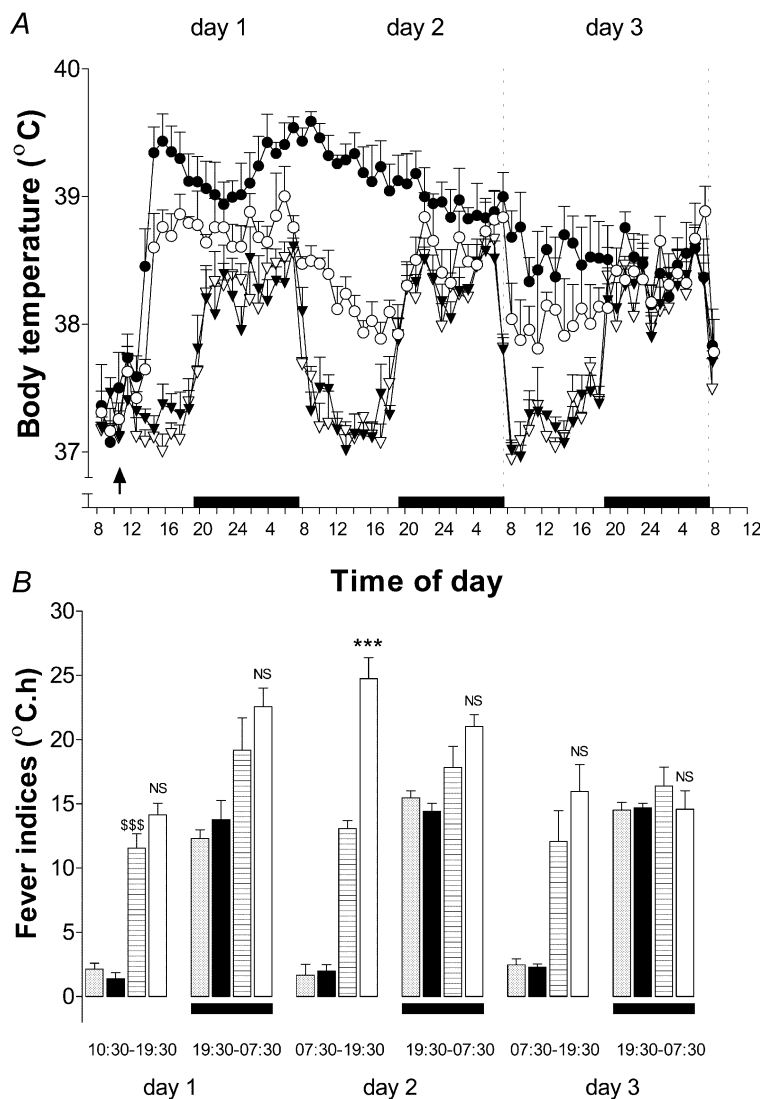 A
day 1 day 2 day 3
Body temperature (°C)
40
39
38
37
8 12 16 20 24 4 8 12 16 20 24 4 8 12 16 20 24 4 8 12
Time of day
B
Fever indices (°C.h)
30
25
20
15
10
5
0
$$$ NS NS *** NS NS NS
10:30-19:30 19:30-07:30 07:30-19:30 19:30-07:30 07:30-19:30 19:30-07:30
day 1 day 2 day 3